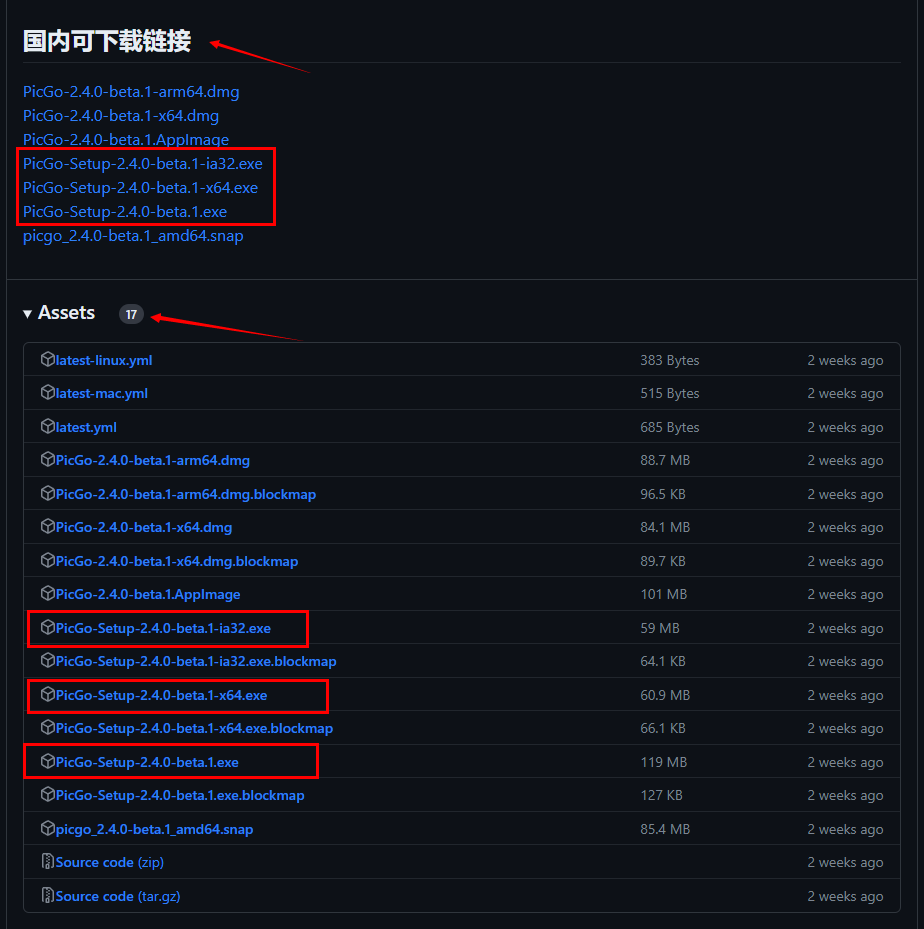 国内可下载链接
PicGo-2.4.0-beta.1-arm64.dmg
PicGo-2.4.0-beta.1-x64.dmg
PicGo-2.4.0-beta.1.AppImage
PicGo-Setup-2.4.0-beta.1-ia32.exe
PicGo-Setup-2.4.0-beta.1-x64.exe
PicGo-Setup-2.4.0-beta.1.exe
picgo_2.4.0-beta.1_amd64.snap
Assets 17
latest-linux.yml 383 Bytes 2 weeks ago
latest-mac.yml 515 Bytes 2 weeks ago
latest.yml 685 Bytes 2 weeks ago
PicGo-2.4.0-beta.1-arm64.dmg 88.7 MB 2 weeks ago
PicGo-2.4.0-beta.1-arm64.dmg.blockmap 96.5 KB 2 weeks ago
PicGo-2.4.0-beta.1-x64.dmg 84.1 MB 2 weeks ago
PicGo-2.4.0-beta.1-x64.dmg.blockmap 89.7 KB 2 weeks ago
PicGo-2.4.0-beta.1.AppImage 101 MB 2 weeks ago
PicGo-Setup-2.4.0-beta.1-ia32.exe 59 MB 2 weeks ago
PicGo-Setup-2.4.0-beta.1-ia32.exe.blockmap 64.1 KB 2 weeks ago
PicGo-Setup-2.4.0-beta.1-x64.exe 60.9 MB 2 weeks ago
PicGo-Setup-2.4.0-beta.1-x64.exe.blockmap 66.1 KB 2 weeks ago
PicGo-Setup-2.4.0-beta.1.exe 119 MB 2 weeks ago
PicGo-Setup-2.4.0-beta.1.exe.blockmap 127 KB 2 weeks ago
picgo_2.4.0-beta.1_amd64.snap 85.4 MB 2 weeks ago
Source code (zip) 2 weeks ago
Source code (tar.gz) 2 weeks ago